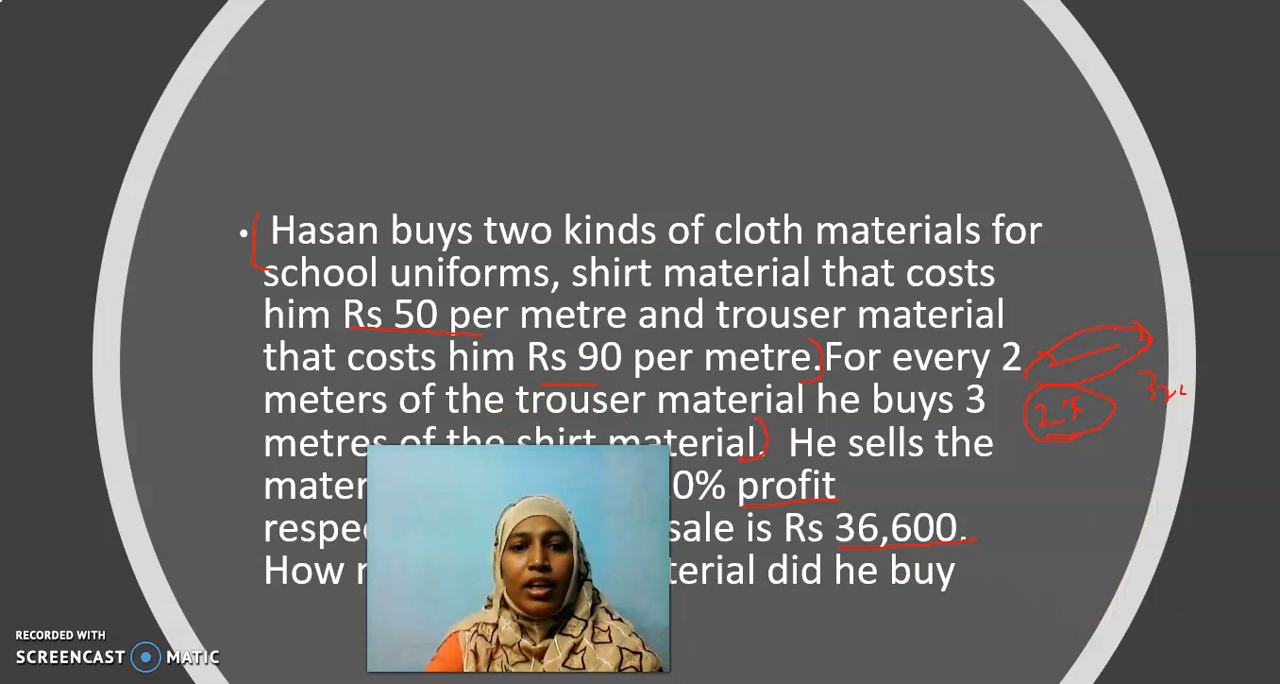 • Hasan buys two kinds of cloth materials for
school uniforms, shirt material that costs
him Rs 50 per metre and trouser material
that costs him Rs 90 per metre.For every 2
meters of the trouser material he buys 3
metres of the shirt material. He sells the
0% profit
sale is Rs 36,600.
How did he buy
2x
RECORDED WITH
SCREENCAST MATIC